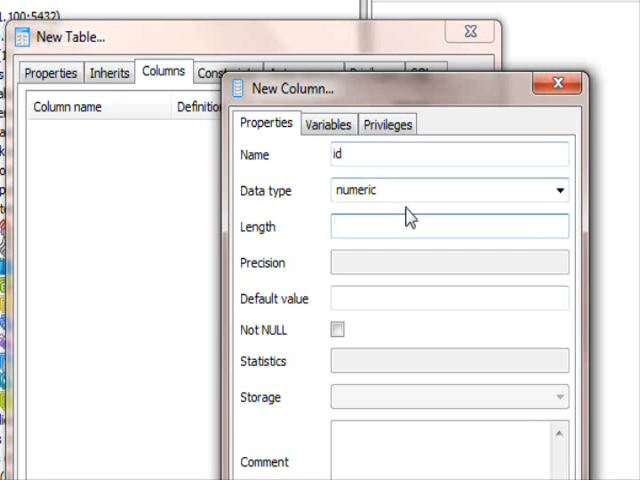 .100:5432)
New Table...
Properties Inherits Columns
Column name
New Column...
Properties Variables Privileges
Name id
Data type numeric
Length
Precision
Default value
Not NULL
Statistics
Storage
Comment